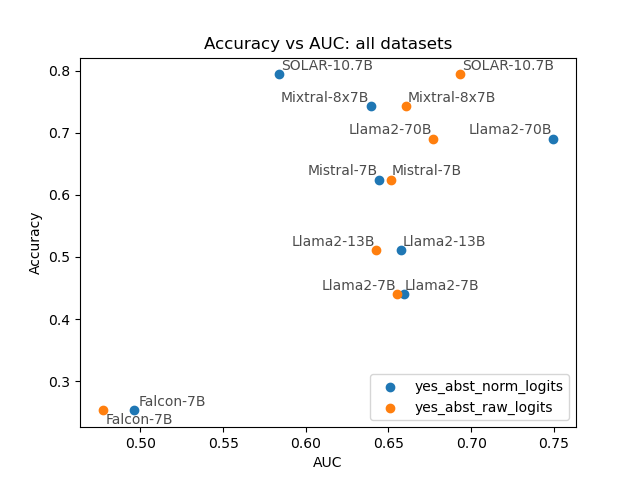 Accuracy vs AUC: all datasets
0.8
SOLAR-10.7B
SOLAR-10.7B
Mixtral-8x7B
Mixtral-8x7B
0.7
Llama2-70B
Llama2-70B
Mistral-7B
Mistral-7B
0.6
Accuracy
Llama2-13B
Llama2-13B
0.5
Llama2-7B
Llama2-7B
0.4
0.3
yes_abst_norm_logits
yes_abst_raw_logits
Falcon-7B
Falcon-7B
0.50
0.55
0.60
0.65
0.70
0.75
AUC